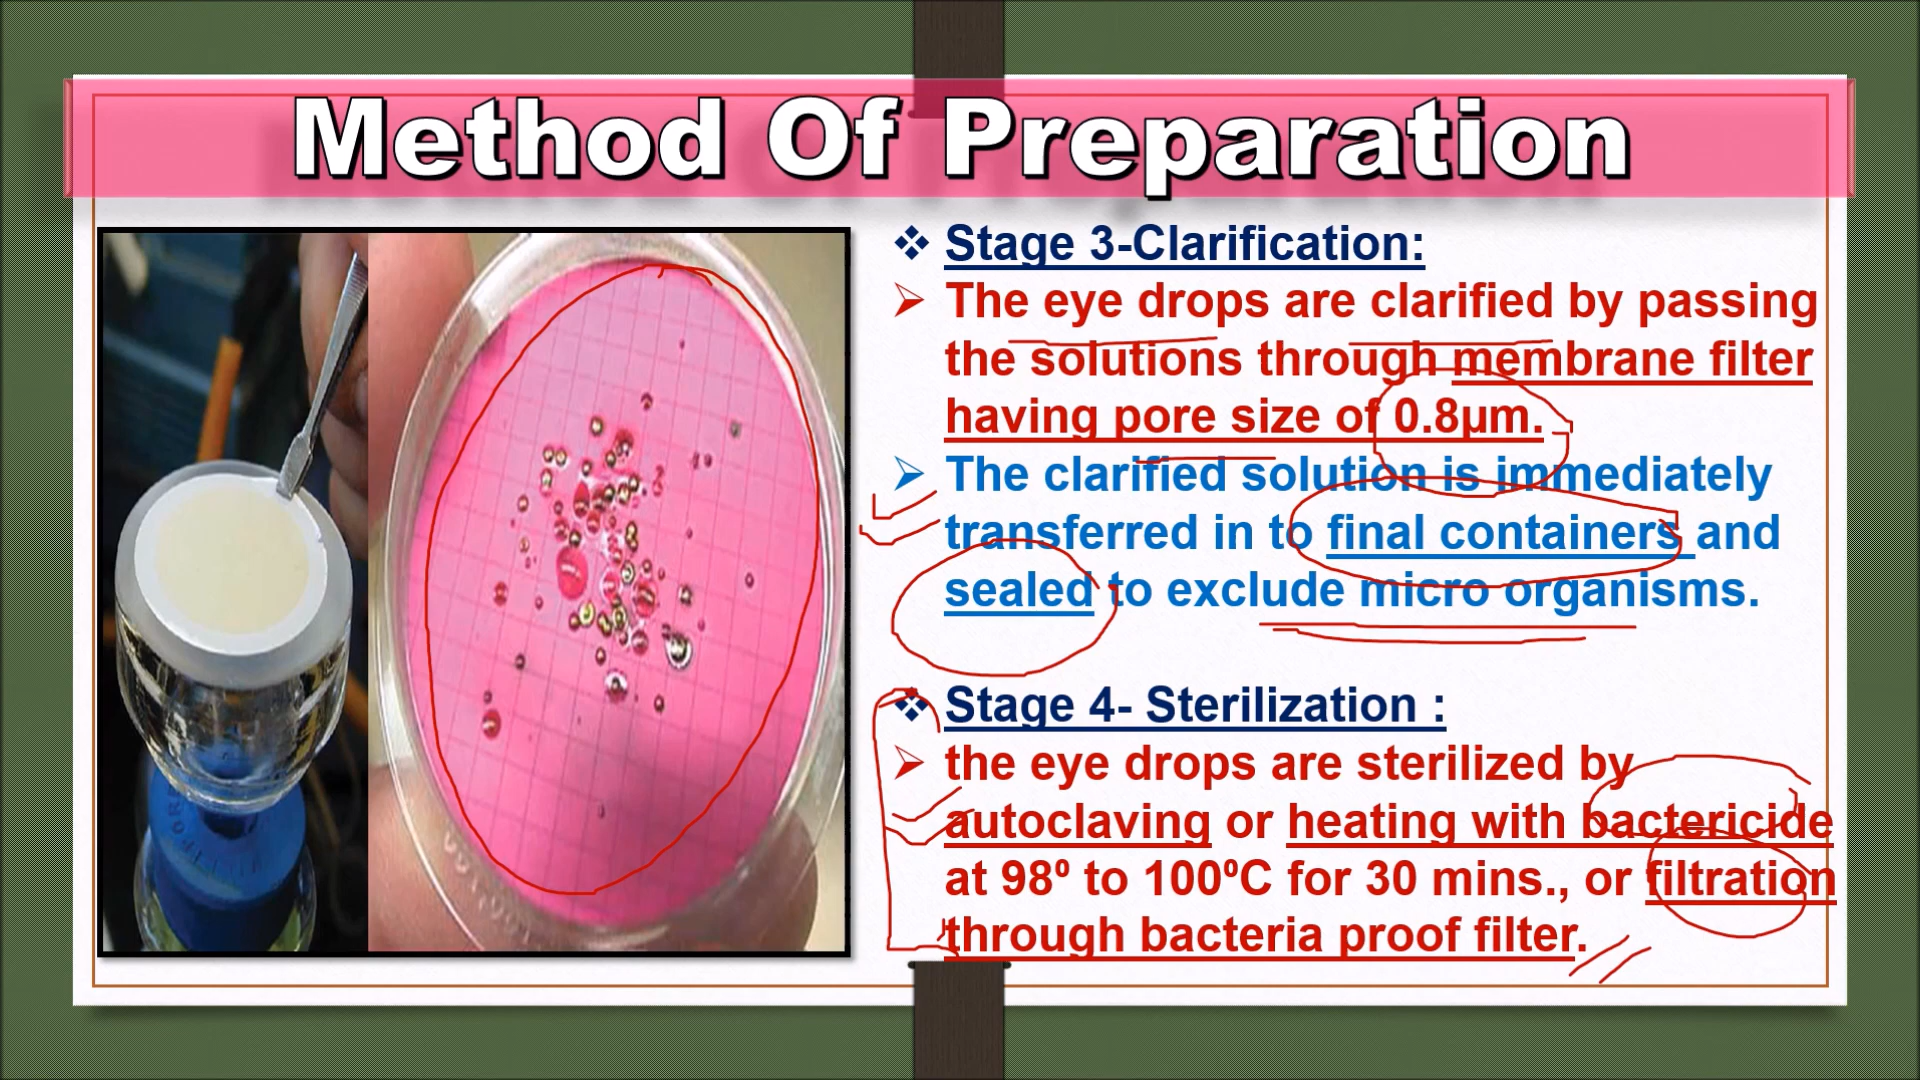 Method Of Preparation
❖ Stage 3-Clarification:
➢ The eye drops are clarified by passing
the solutions through membrane filter
having pore size of 0.8µm.
➢ The clarified solution is immediately
transferred in to final containers and
sealed to exclude micro organisms.
❖ Stage 4- Sterilization :
➢ the eye drops are sterilized by
autoclaving or heating with bactericide
at 98⁰ to 100⁰C for 30 mins., or filtration
through bacteria proof filter.